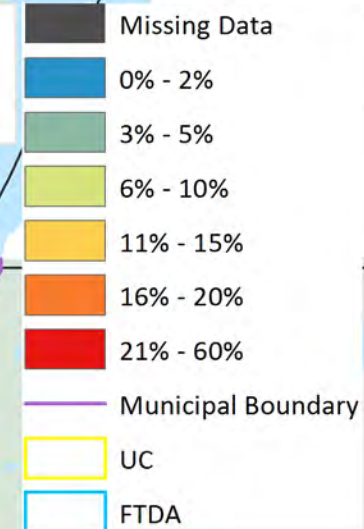 Missing Data
0% - 2%
3% - 5%
6% - 10%
11% - 15%
16% - 20%
21% - 60%
Municipal Boundary
UC
FTDA